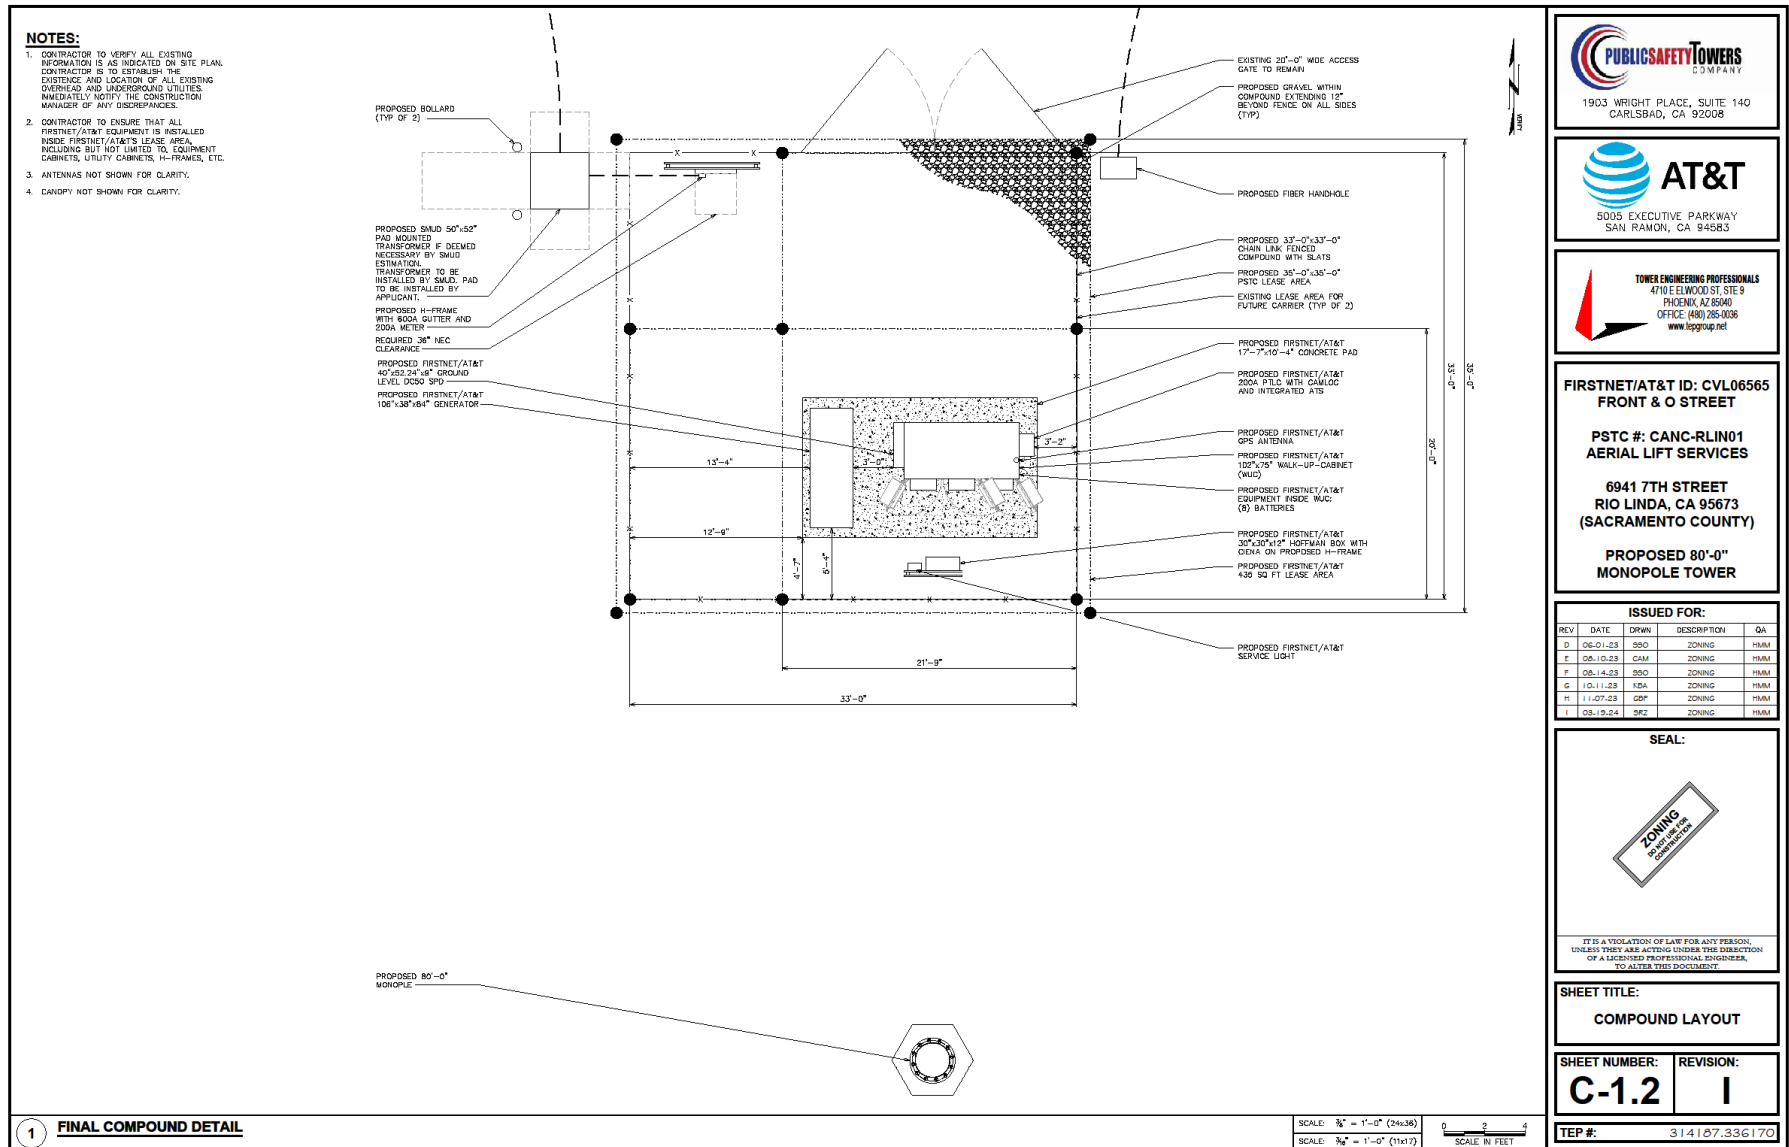 NOTES:
1. CONTRACTOR TO VERIFY ALL EXISTING
INFORMATION IS AS INDICATED ON SITE PLAN.
CONTRACTOR IS TO ESTABLISH THE
EXISTENCE AND LOCATION OF ALL EXISTING
OVERHEAD AND UNDERGROUND UTILITIES.
IMMEDIATELY NOTIFY THE CONSTRUCTION
MANAGER OF ANY DISCREPANCIES.
2. CONTRACTOR TO ENSURE THAT ALL
FIRSTNET/AT&T EQUIPMENT IS INSTALLED
INSIDE FIRSTNET/AT&T'S LEASE AREA,
INCLUDING BUT NOT LIMITED TO, EQUIPMENT
CABINETS, UTILITY CABINETS, H-FRAMES, ETC.
3. ANTENNAS NOT SHOWN FOR CLARITY.
4. CANOPY NOT SHOWN FOR CLARITY.
PROPOSED BOLLARD
(TYP OF 2)
PROPOSED SMUD 50"x52"
PAD MOUNTED
TRANSFORMER IF DEEMED
NECESSARY BY SMUD
ESTIMATION.
TRANSFORMER TO BE
INSTALLED BY SMUD. PAD
TO BE INSTALLED BY
APPLICANT.
PROPOSED H-FRAME
WITH 600A GUTTER AND
200A METER
REQUIRED 36" NEC
CLEARANCE
PROPOSED FIRSTNET/AT&T
40"x52.24"x9" GROUND
LEVEL DC50 SPD
PROPOSED FIRSTNET/AT&T
106"x38"x84" GENERATOR
EXISTING 20'-0" WIDE ACCESS
GATE TO REMAIN
PROPOSED GRAVEL WITHIN
COMPOUND EXTENDING 12"
BEYOND FENCE ON ALL SIDES
(TYP)
PROPOSED FIBER HANDHOLE
PROPOSED 33'-0"x33'-0"
CHAIN LINK FENCED
COMPOUND WITH SLATS
PROPOSED 35'-0"x35'-0"
PSTC LEASE AREA
EXISTING LEASE AREA FOR
FUTURE CARRIER (TYP OF 2)
PROPOSED FIRSTNET/AT&T
17'-7"x10'-4" CONCRETE PAD
PROPOSED FIRSTNET/AT&T
200A PTLC WITH CAMLOC
AND INTEGRATED ATS
PROPOSED FIRSTNET/AT&T
GPS ANTENNA
PROPOSED FIRSTNET/AT&T
102"x75" WALK-UP-CABINET
(WUC)
PROPOSED FIRSTNET/AT&T
EQUIPMENT INSIDE WUC:
(8) BATTERIES
PROPOSED FIRSTNET/AT&T
30"x30"x12" HOFFMAN BOX WITH
CIENA ON PROPOSED H-FRAME
PROPOSED FIRSTNET/AT&T
435 SQ FT LEASE AREA
PROPOSED FIRSTNET/AT&T
SERVICE LIGHT
X X
13'-4"
3'-0"
3'-2"
12'-9"
4'-7"
5'-4"
21'-9"
33'-0"
20'-0"
33'-0"
35'-0"
N
VERIFY
PROPOSED 80'-0"
MONOPLE
1 FINAL COMPOUND DETAIL
SCALE: 3/8" = 1'-0" (24x36)
SCALE: 3/16" = 1'-0" (11x17)
0 2 4
SCALE IN FEET
PUBLICSAFETYTOWERS
COMPANY
1903 WRIGHT PLACE, SUITE 140
CARLSBAD, CA 92008
AT&T
5005 EXECUTIVE PARKWAY
SAN RAMON, CA 94583
TOWER ENGINEERING PROFESSIONALS
4710 E ELWOOD ST, STE 9
PHOENIX, AZ 85040
OFFICE: (480) 285-0036
www.tepgroup.net
FIRSTNET/AT&T ID: CVL06565
FRONT & O STREET
PSTC #: CANC-RLIN01
AERIAL LIFT SERVICES
6941 7TH STREET
RIO LINDA, CA 95673
(SACRAMENTO COUNTY)
PROPOSED 80'-0"
MONOPOLE TOWER
ISSUED FOR:
REV DATE DRWN DESCRIPTION QA
D 06-01-23 SSO ZONING HMM
E 08-10-23 CAM ZONING HMM
F 08-14-23 SSO ZONING HMM
G 10-11-23 KBA ZONING HMM
H 11-07-23 GBP ZONING HMM
I 03-19-24 SRZ ZONING HMM
SEAL:
ZONING
DO NOT USE FOR
CONSTRUCTION
IT IS A VIOLATION OF LAW FOR ANY PERSON,
UNLESS THEY ARE ACTING UNDER THE DIRECTION
OF A LICENSED PROFESSIONAL ENGINEER,
TO ALTER THIS DOCUMENT.
SHEET TITLE:
COMPOUND LAYOUT
SHEET NUMBER:
C-1.2
REVISION:
I
TEP #: 314187.336170